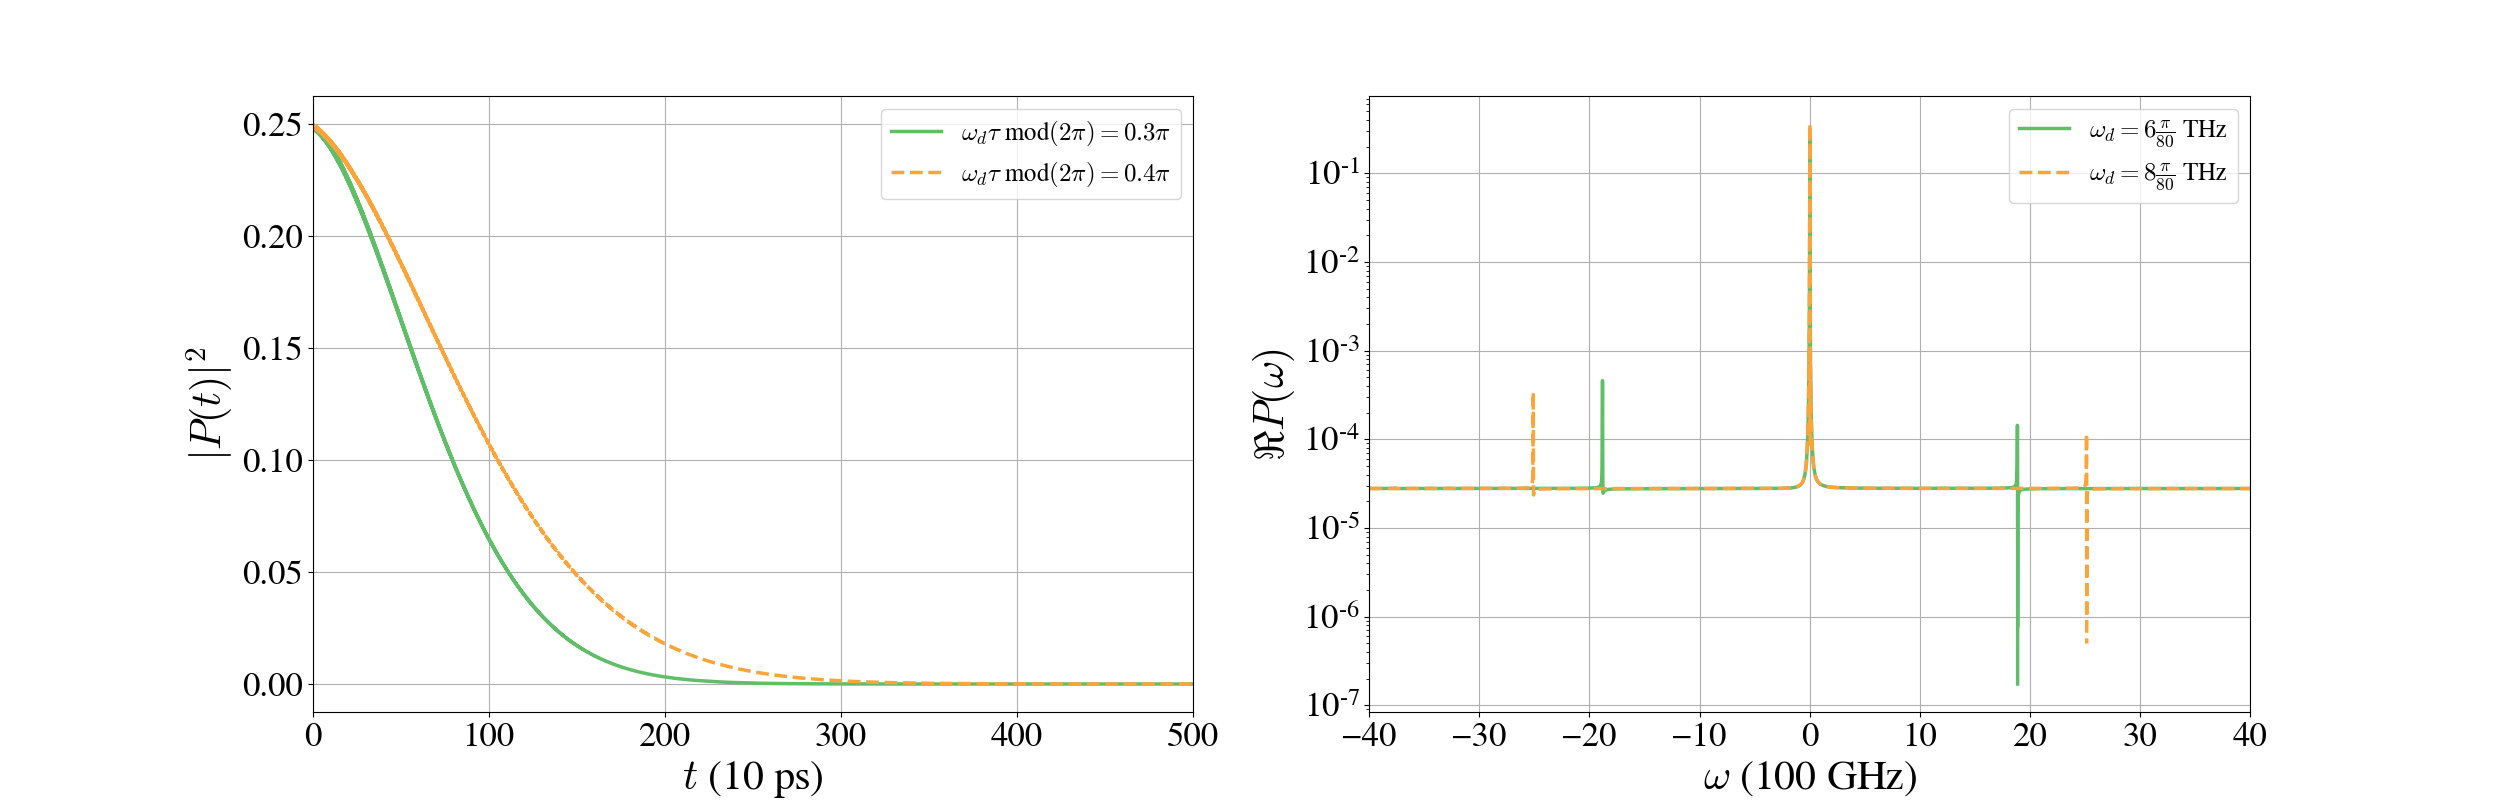 0.25
0.20
0.15
0.10
0.05
0.00
|P(t)|²
0 100 200 300 400 500
t (10 ps)
ω_d τ mod(2π) = 0.3π
ω_d τ mod(2π) = 0.4π
10⁻¹
10⁻²
10⁻³
10⁻⁴
10⁻⁵
10⁻⁶
10⁻⁷
ℜP(ω)
−40 −30 −20 −10 0 10 20 30 40
ω (100 GHz)
ω_d = 6 π/80 THz
ω_d = 8 π/80 THz